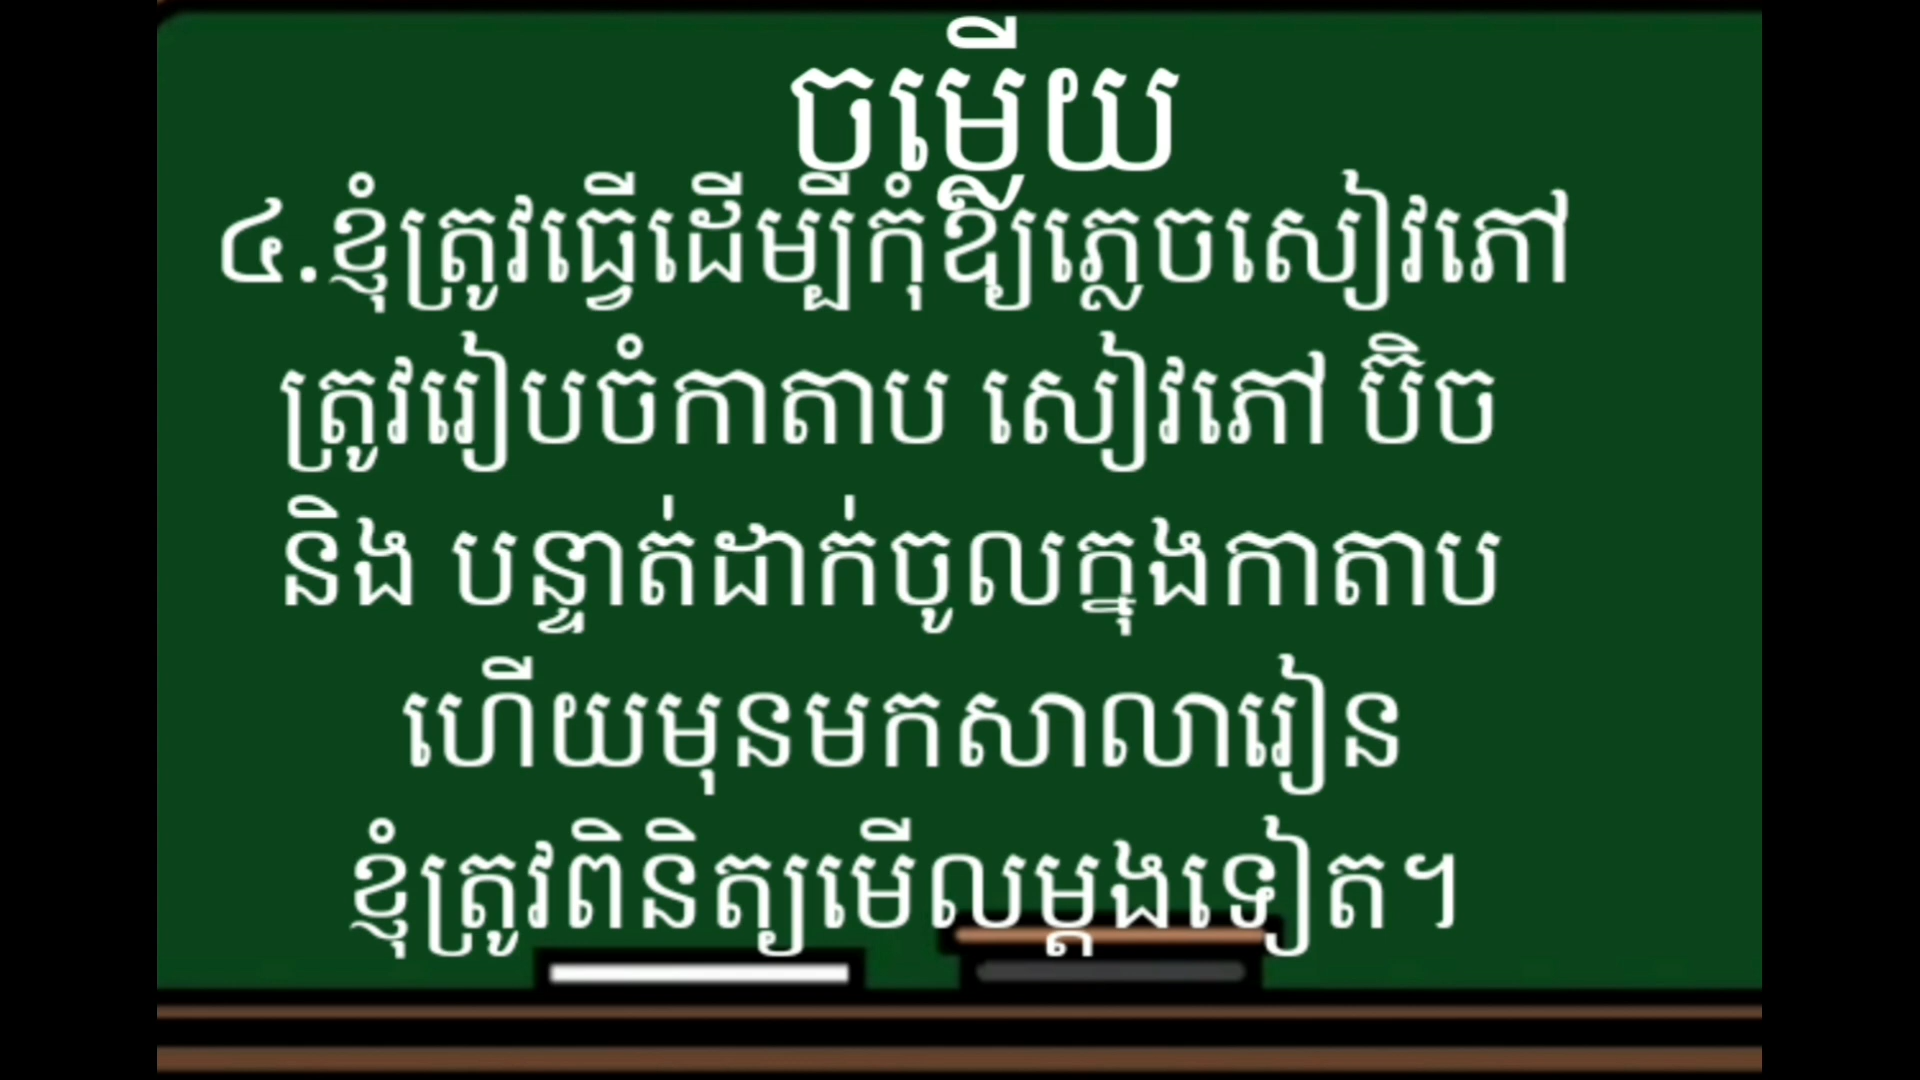 ចម្លើយ
៤.ខ្ញុំត្រូវធ្វើដើម្បីកុំឱ្យភ្លេចសៀវភៅ
ត្រូវរៀបចំកាតាប សៀវភៅ ប៊ិច
និង បន្ទាត់ដាក់ចូលក្នុងកាតាប
ហើយមុនមកសាលារៀន
ខ្ញុំត្រូវពិនិត្យមើលម្ដងទៀត។